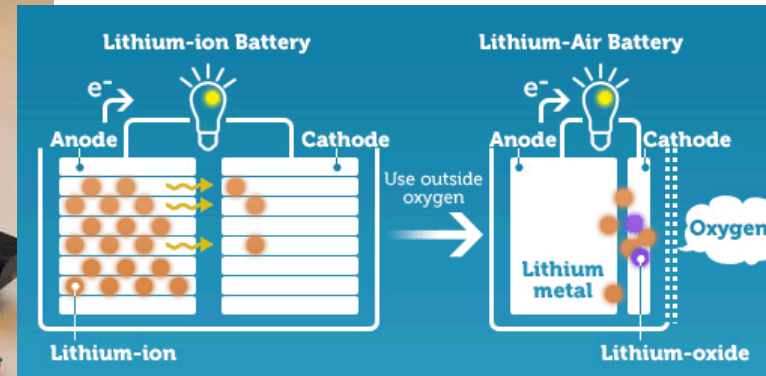 Lithium-ion Battery
e-
Anode
Cathode
Lithium-ion
Use outside
oxygen
Lithium-Air Battery
e-
Anode
Cathode
Oxygen
Lithium
metal
Lithium-oxide